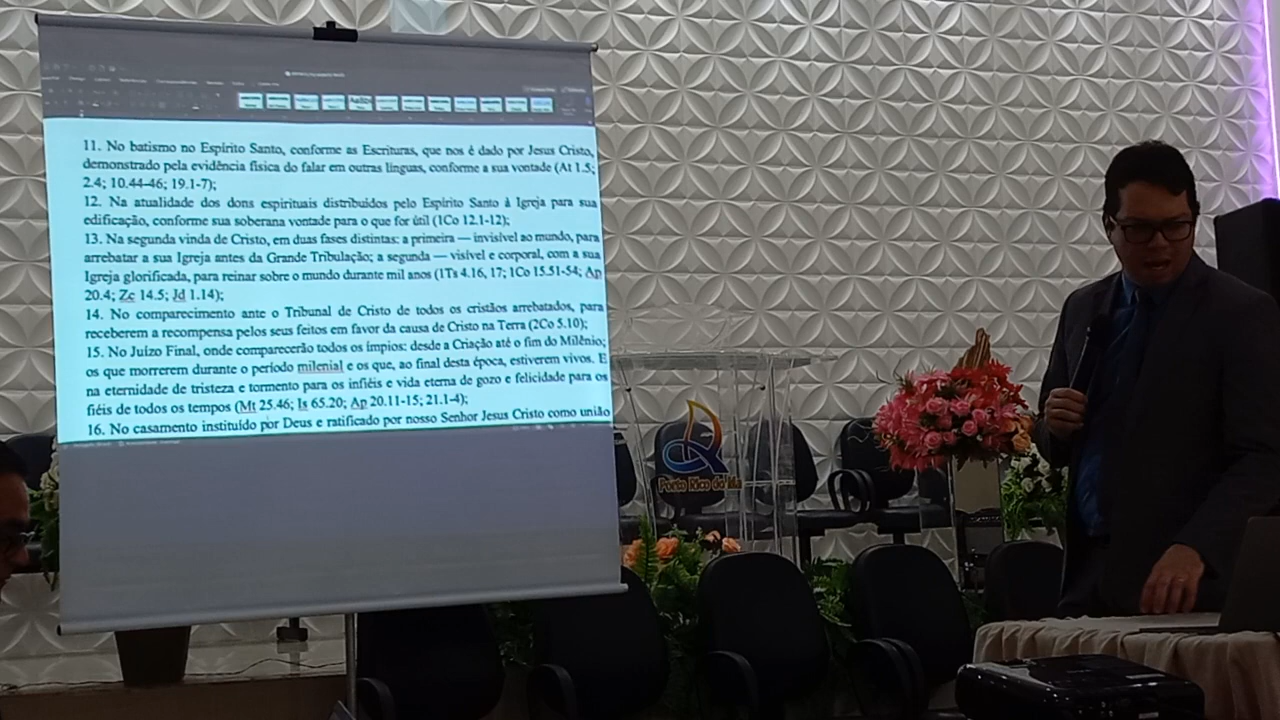 11. No batismo no Espírito Santo, conforme as Escrituras, que nos é dado por Jesus Cristo,
demonstrado pela evidência física do falar em outras línguas, conforme a sua vontade (At 1.5;
2.4; 10.44-46; 19.1-7);
12. Na atualidade dos dons espirituais distribuídos pelo Espírito Santo à Igreja para sua
edificação, conforme sua soberana vontade para o que for útil (1Co 12.1-12);
13. Na segunda vinda de Cristo, em duas fases distintas: a primeira — invisível ao mundo, para
arrebatar a sua Igreja antes da Grande Tribulação; a segunda — visível e corporal, com a sua
Igreja glorificada, para reinar sobre o mundo durante mil anos (1Ts 4.16, 17; 1Co 15.51-54; Ap
20.4; Zc 14.5; Jd 1.14);
14. No comparecimento ante o Tribunal de Cristo de todos os cristãos arrebatados, para
receberem a recompensa pelos seus feitos em favor da causa de Cristo na Terra (2Co 5.10);
15. No Juízo Final, onde comparecerão todos os ímpios: desde a Criação até o fim do Milênio;
os que morrerem durante o período milenial e os que, ao final desta época, estiverem vivos. E
na eternidade de tristeza e tormento para os infiéis e vida eterna de gozo e felicidade para os
fiéis de todos os tempos (Mt 25.46; Is 65.20; Ap 20.11-15; 21.1-4);
16. No casamento instituído por Deus e ratificado por nosso Senhor Jesus Cristo como união
Porto Rico do Ma